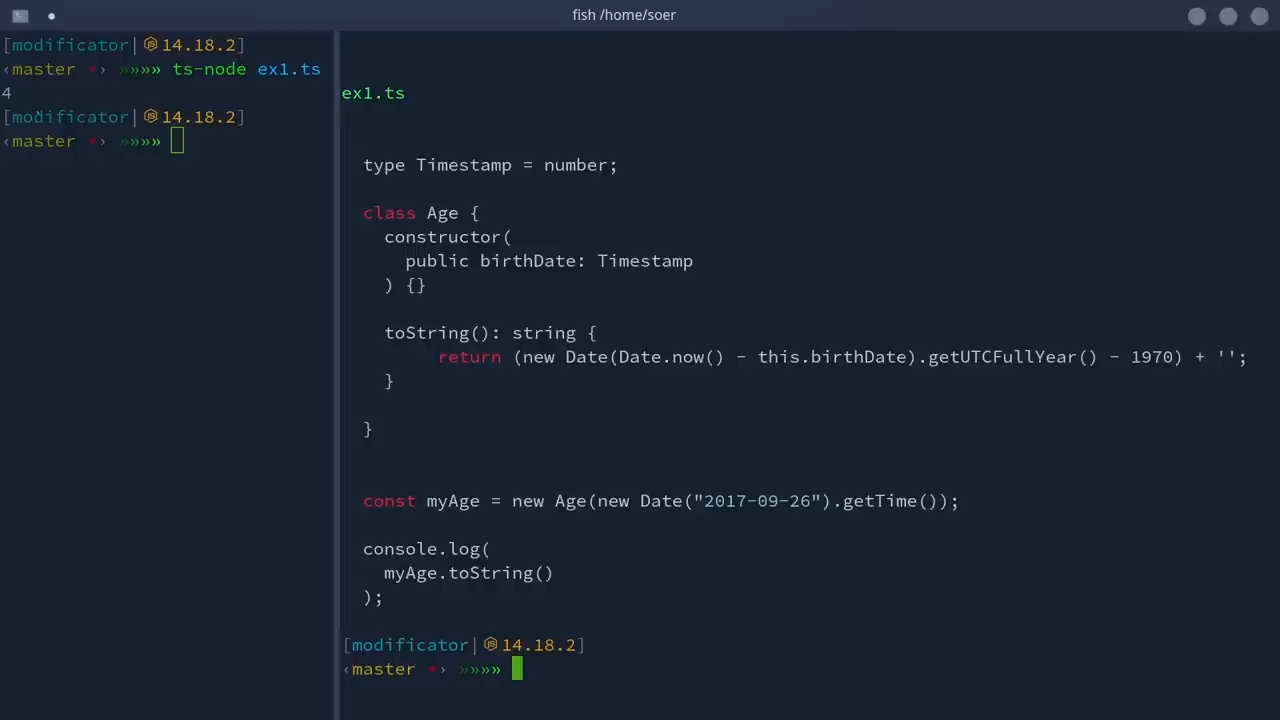 fish /home/soer
[modificator|14.18.2]
‹master •› »»»» ts-node ex1.ts
4
[modificator|14.18.2]
‹master •› »»»»
ex1.ts
type Timestamp = number;
class Age {
constructor(
public birthDate: Timestamp
) {}
toString(): string {
return (new Date(Date.now() - this.birthDate).getUTCFullYear() - 1970) + '';
}
}
const myAge = new Age(new Date("2017-09-26").getTime());
console.log(
myAge.toString()
);
[modificator|14.18.2]
‹master •› »»»»